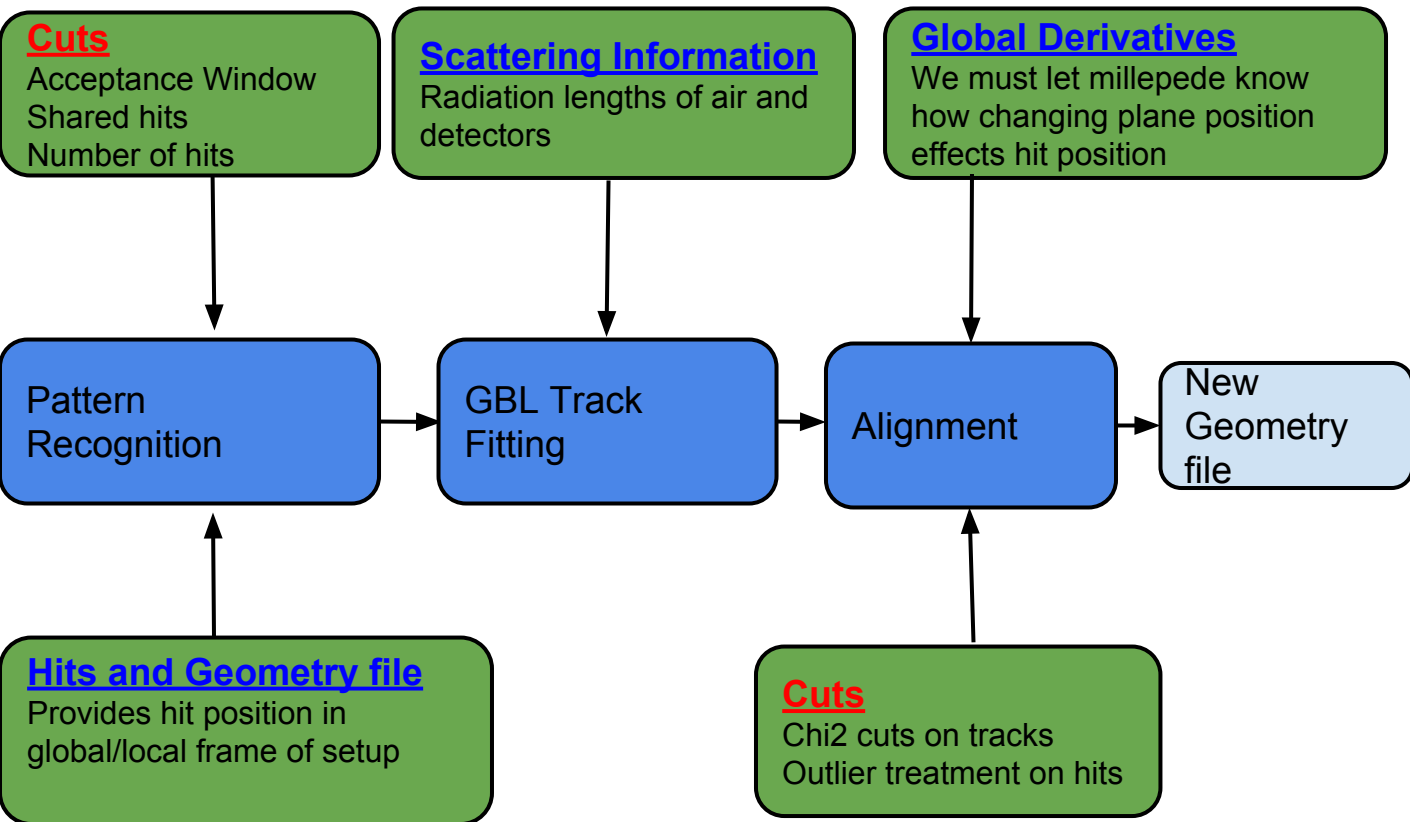 Cuts
Acceptance Window
Shared hits
Number of hits
Scattering Information
Radiation lengths of air and
detectors
Global Derivatives
We must let millepede know
how changing plane position
effects hit position
Pattern
Recognition
GBL Track
Fitting
Alignment
New
Geometry
file
Hits and Geometry file
Provides hit position in
global/local frame of setup
Cuts
Chi2 cuts on tracks
Outlier treatment on hits